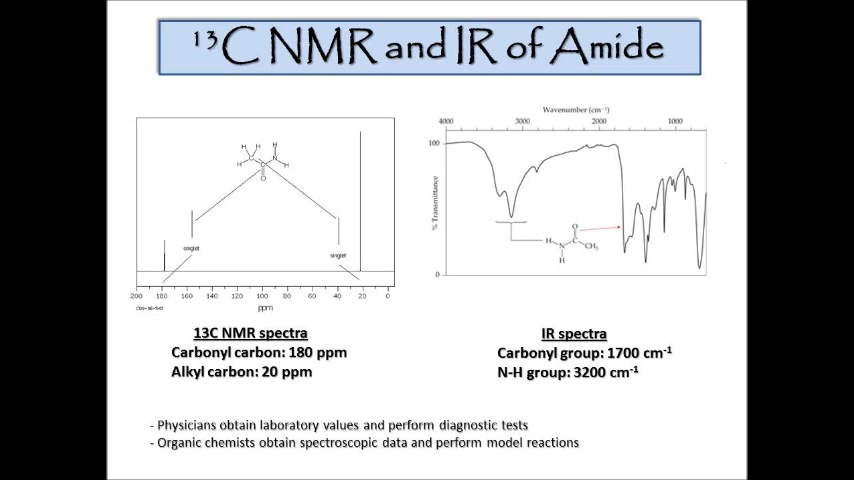 ¹³C NMR and IR of Amide
H H H
C N
H C H
O
singlet
singlet
200 180 160 140 120 100 80 60 40 20 0
ppm
Wavenumber (cm⁻¹)
4000 3000 2000 1000
100
% Transmittance
0
O
H N C CH₃
H
13C NMR spectra
Carbonyl carbon: 180 ppm
Alkyl carbon: 20 ppm
IR spectra
Carbonyl group: 1700 cm⁻¹
N-H group: 3200 cm⁻¹
- Physicians obtain laboratory values and perform diagnostic tests
- Organic chemists obtain spectroscopic data and perform model reactions